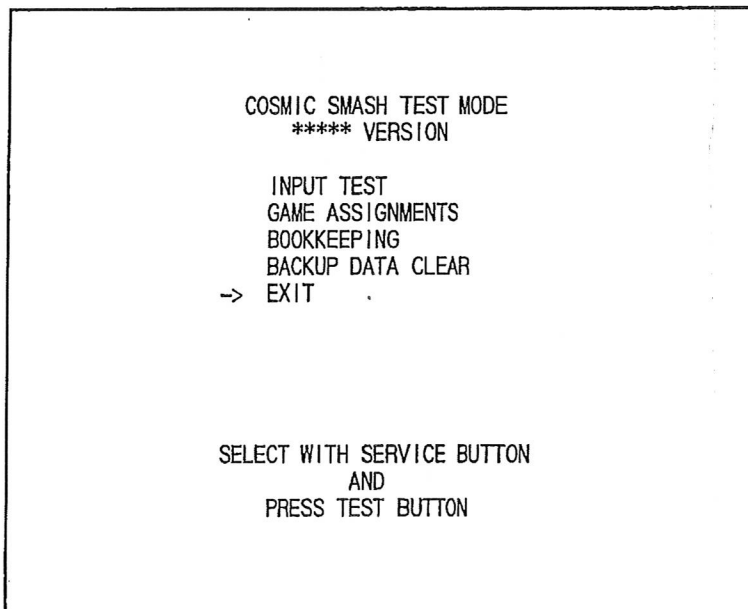 COSMIC SMASH TEST MODE
***** VERSION
INPUT TEST
GAME ASSIGNMENTS
BOOKKEEPING
BACKUP DATA CLEAR
-> EXIT
SELECT WITH SERVICE BUTTON
AND
PRESS TEST BUTTON